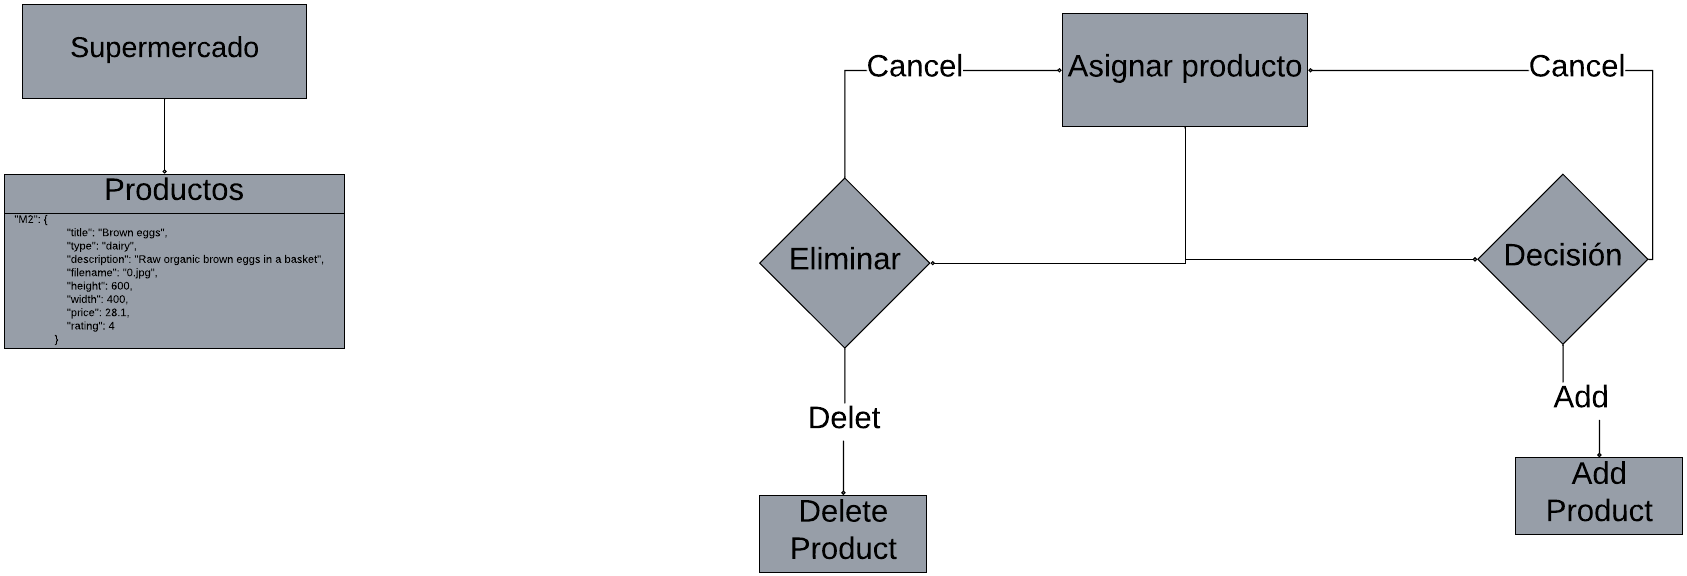 Supermercado
Productos
"M2": {
"title": "Brown eggs",
"type": "dairy",
"description": "Raw organic brown eggs in a basket",
"filename": "0.jpg",
"height": 600,
"width": 400,
"price": 28.1,
"rating": 4
}
Cancel
Asignar producto
Cancel
Eliminar
Decisión
Delet
Add
Delete
Product
Add
Product